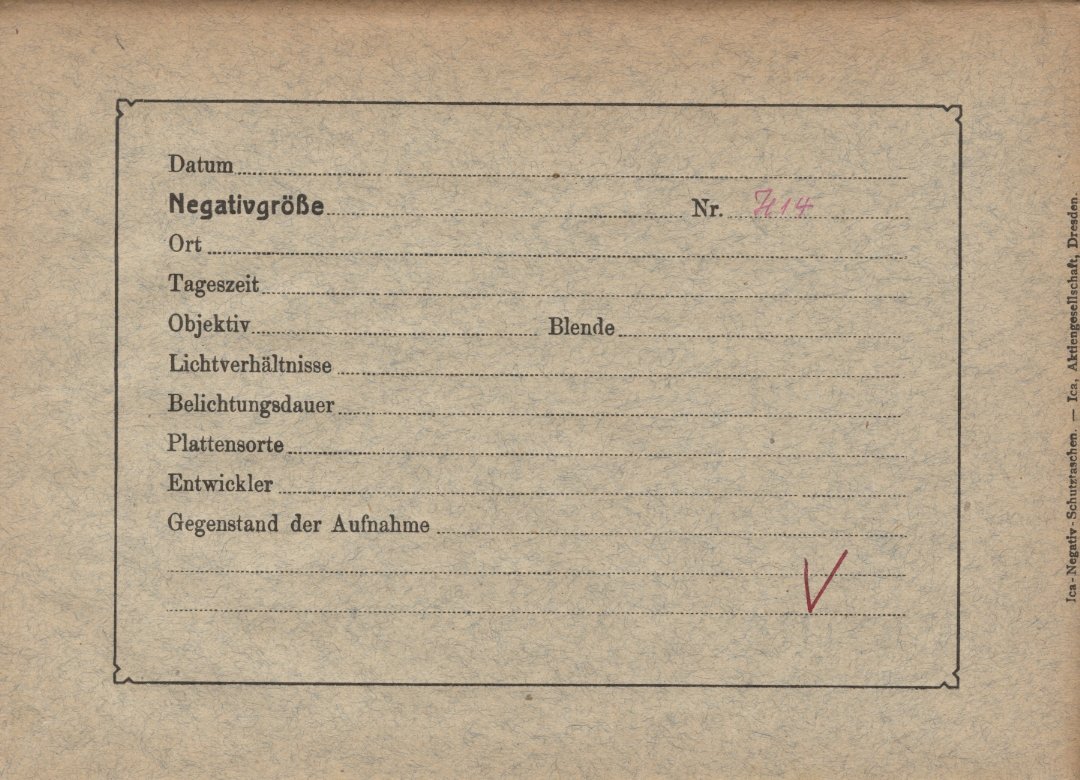 Datum
Negativgröße Nr. 714
Ort
Tageszeit
Objektiv Blende
Lichtverhältnisse
Belichtungsdauer
Plattensorte
Entwickler
Gegenstand der Aufnahme
V
Ica-Negativ-Schutztaschen. — Ica, Aktiengesellschaft, Dresden.